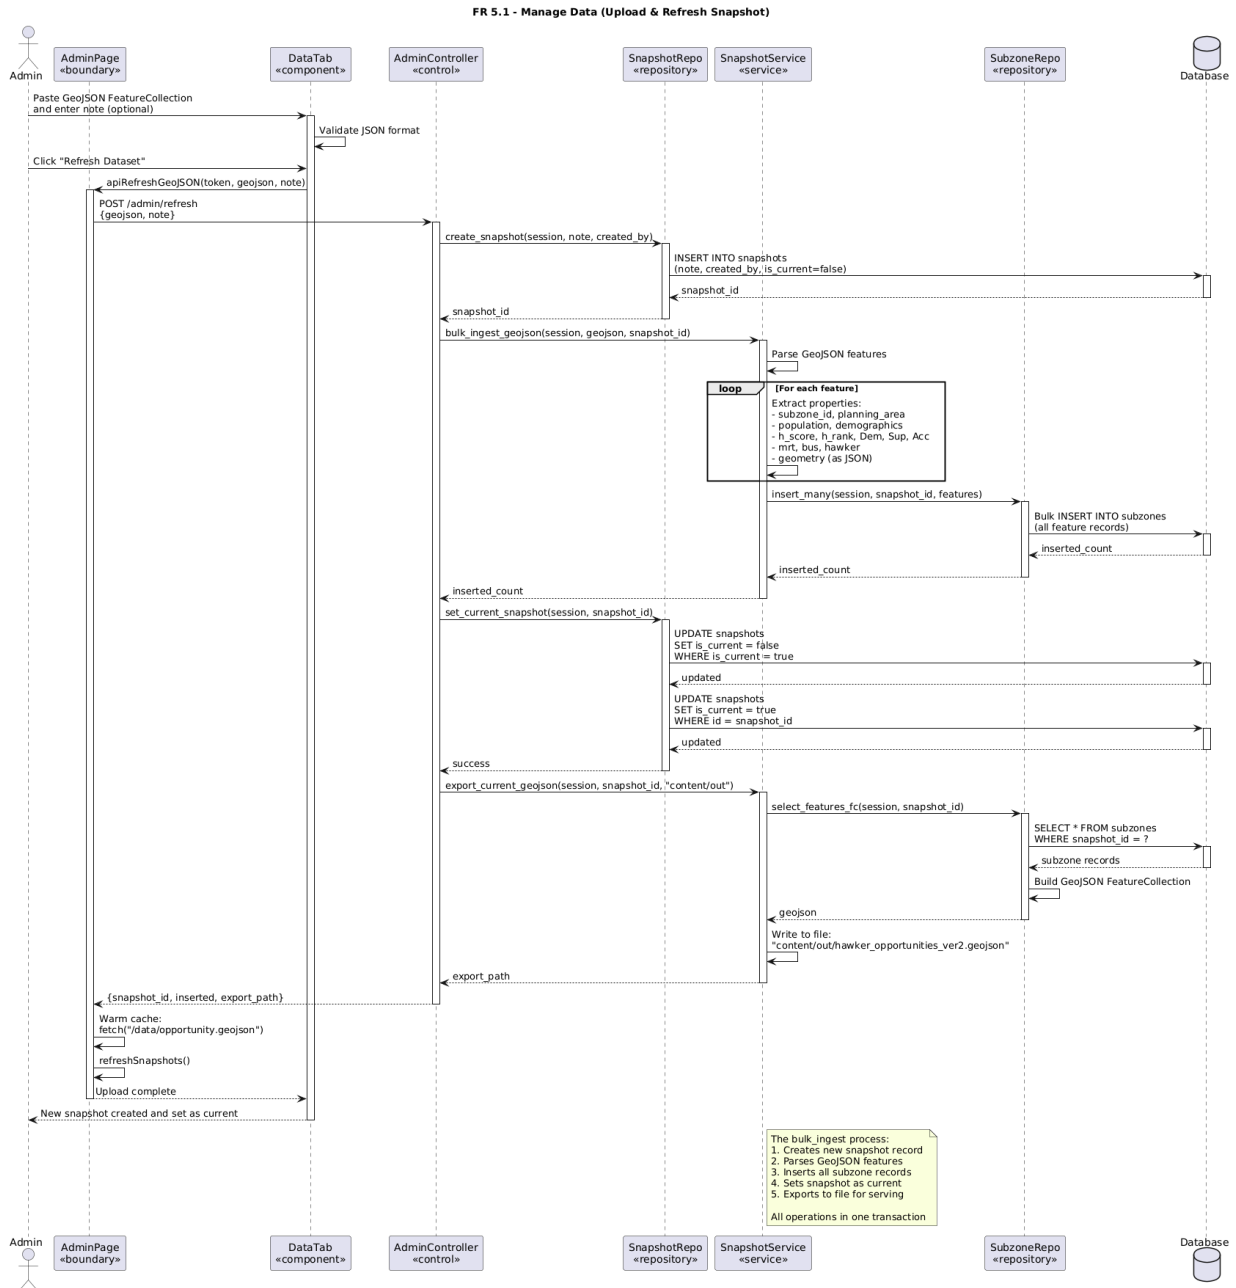 FR 5.1 - Manage Data (Upload & Refresh Snapshot)
Admin
AdminPage
«boundary»
DataTab
«component»
AdminController
«control»
SnapshotRepo
«repository»
SnapshotService
«service»
SubzoneRepo
«repository»
Database
Paste GeoJSON FeatureCollection
and enter note (optional)
Validate JSON format
Click "Refresh Dataset"
apiRefreshGeoJSON(token, geojson, note)
POST /admin/refresh
{geojson, note}
create_snapshot(session, note, created_by)
INSERT INTO snapshots
(note, created_by, is_current=false)
snapshot_id
snapshot_id
bulk_ingest_geojson(session, geojson, snapshot_id)
Parse GeoJSON features
loop [For each feature]
Extract properties:
- subzone_id, planning_area
- population, demographics
- h_score, h_rank, Dem, Sup, Acc
- mrt, bus, hawker
- geometry (as JSON)
insert_many(session, snapshot_id, features)
Bulk INSERT INTO subzones
(all feature records)
inserted_count
inserted_count
inserted_count
set_current_snapshot(session, snapshot_id)
UPDATE snapshots
SET is_current = false
WHERE is_current = true
updated
UPDATE snapshots
SET is_current = true
WHERE id = snapshot_id
updated
success
export_current_geojson(session, snapshot_id, "content/out")
select_features_fc(session, snapshot_id)
SELECT * FROM subzones
WHERE snapshot_id = ?
subzone records
Build GeoJSON FeatureCollection
geojson
Write to file:
"content/out/hawker_opportunities_ver2.geojson"
export_path
{snapshot_id, inserted, export_path}
Warm cache:
fetch("/data/opportunity.geojson")
refreshSnapshots()
Upload complete
New snapshot created and set as current
The bulk_ingest process:
1. Creates new snapshot record
2. Parses GeoJSON features
3. Inserts all subzone records
4. Sets snapshot as current
5. Exports to file for serving
All operations in one transaction
Admin
AdminPage
«boundary»
DataTab
«component»
AdminController
«control»
SnapshotRepo
«repository»
SnapshotService
«service»
SubzoneRepo
«repository»
Database